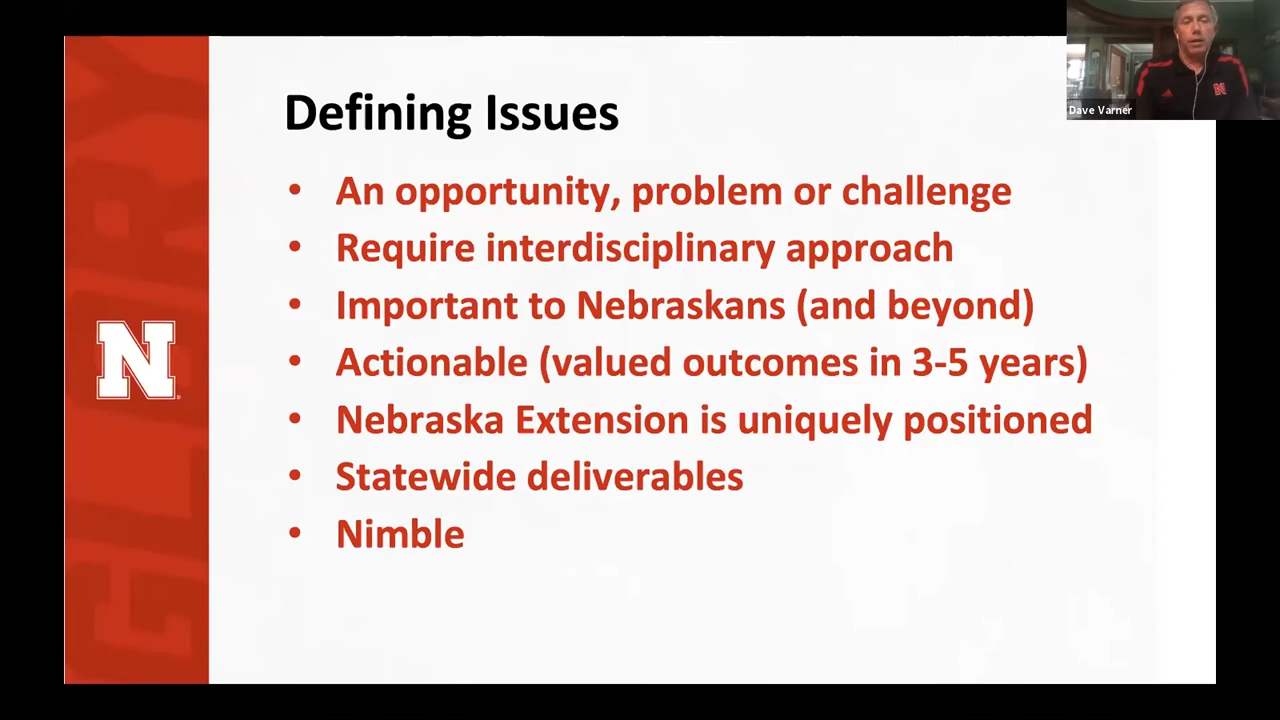 Defining Issues
• An opportunity, problem or challenge
• Require interdisciplinary approach
• Important to Nebraskans (and beyond)
• Actionable (valued outcomes in 3-5 years)
• Nebraska Extension is uniquely positioned
• Statewide deliverables
• Nimble
GLORY
N
Dave Varner
N